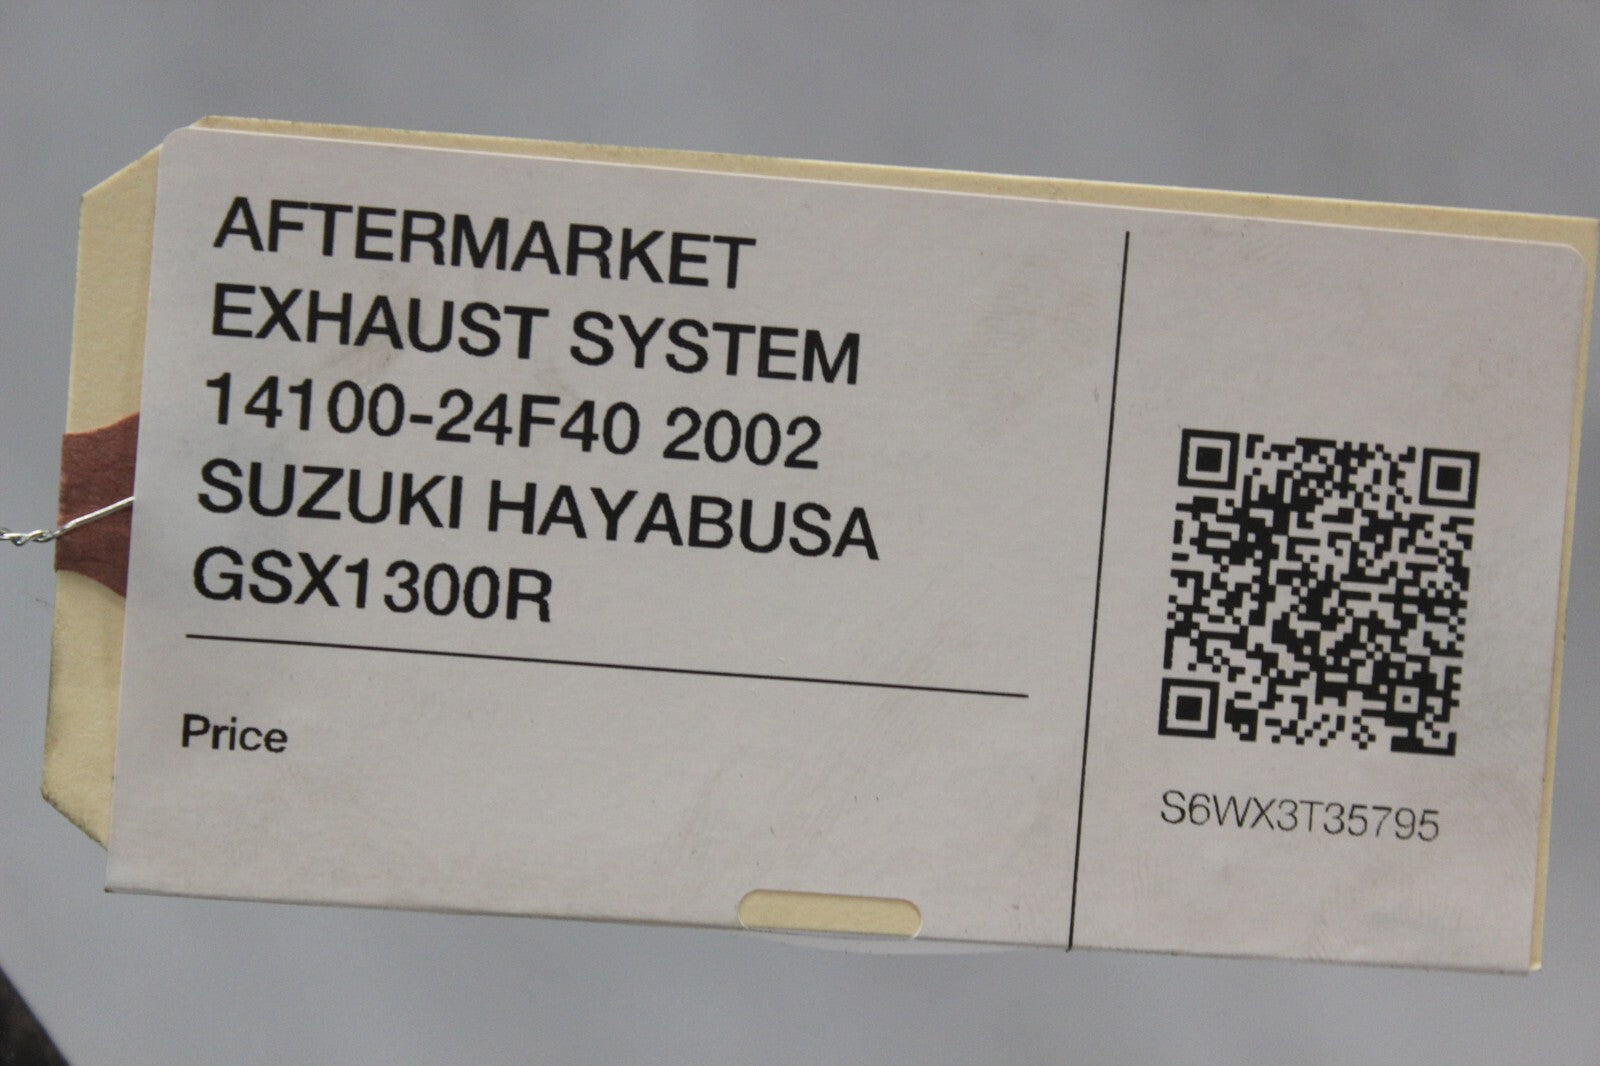 AFTERMARKET
EXHAUST SYSTEM
14100-24F40 2002
SUZUKI HAYABUSA
GSX1300R
Price
S6WX3T35795